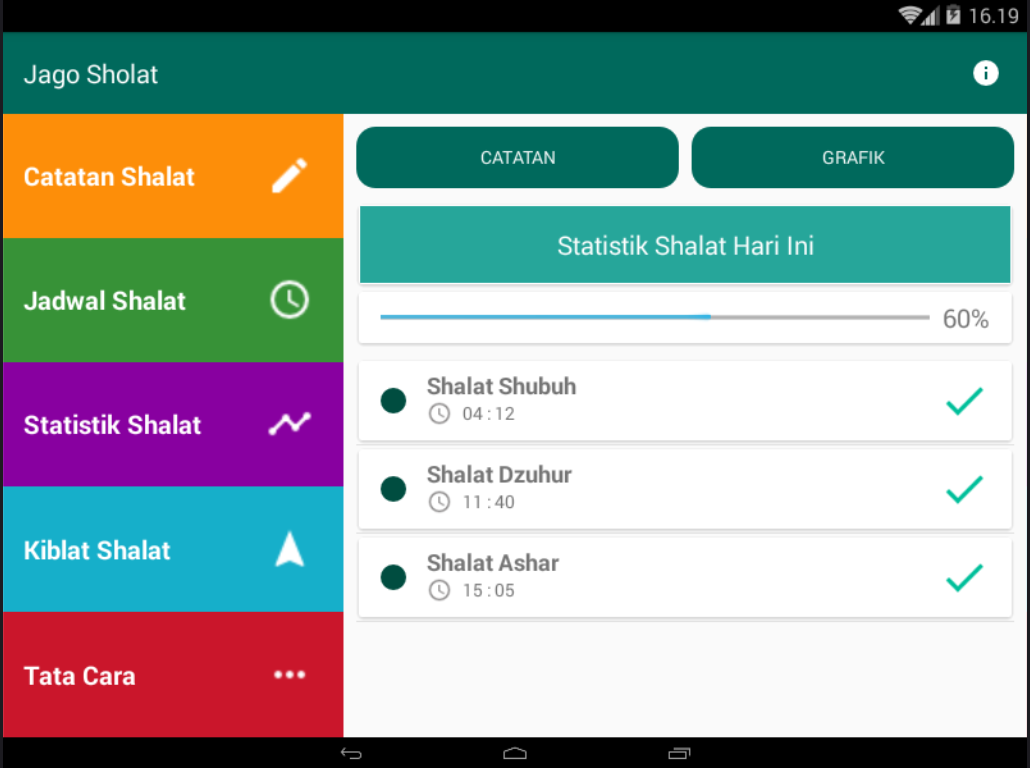 16.19
Jago Sholat
Catatan Shalat
Jadwal Shalat
Statistik Shalat
Kiblat Shalat
Tata Cara
CATATAN
GRAFIK
Statistik Shalat Hari Ini
60%
Shalat Shubuh
04 : 12
Shalat Dzuhur
11 : 40
Shalat Ashar
15 : 05